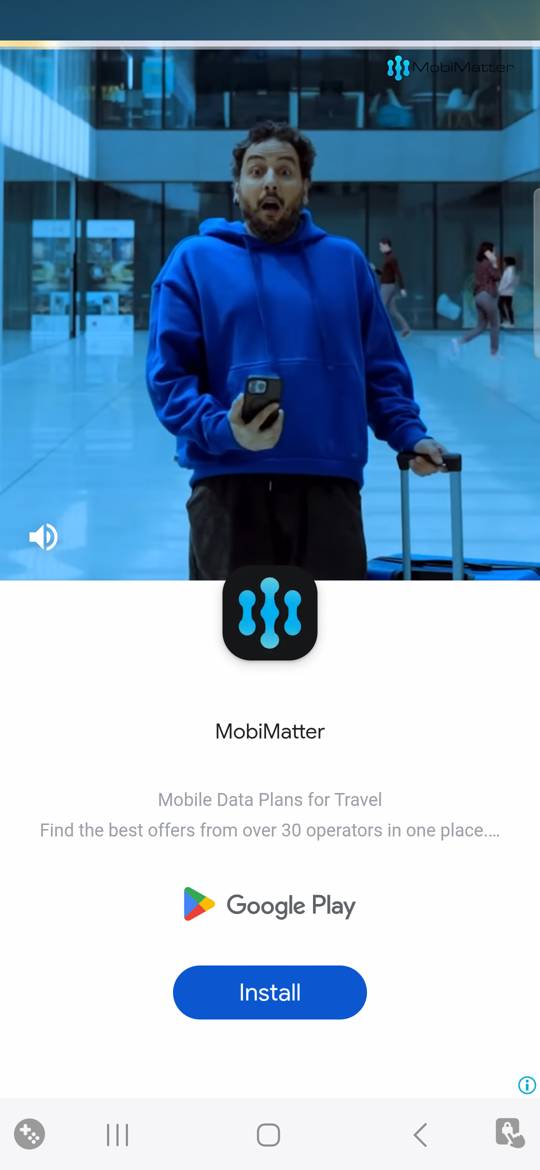 MobiMatter
MobiMatter
Mobile Data Plans for Travel
Find the best offers from over 30 operators in one place....
Google Play
Install